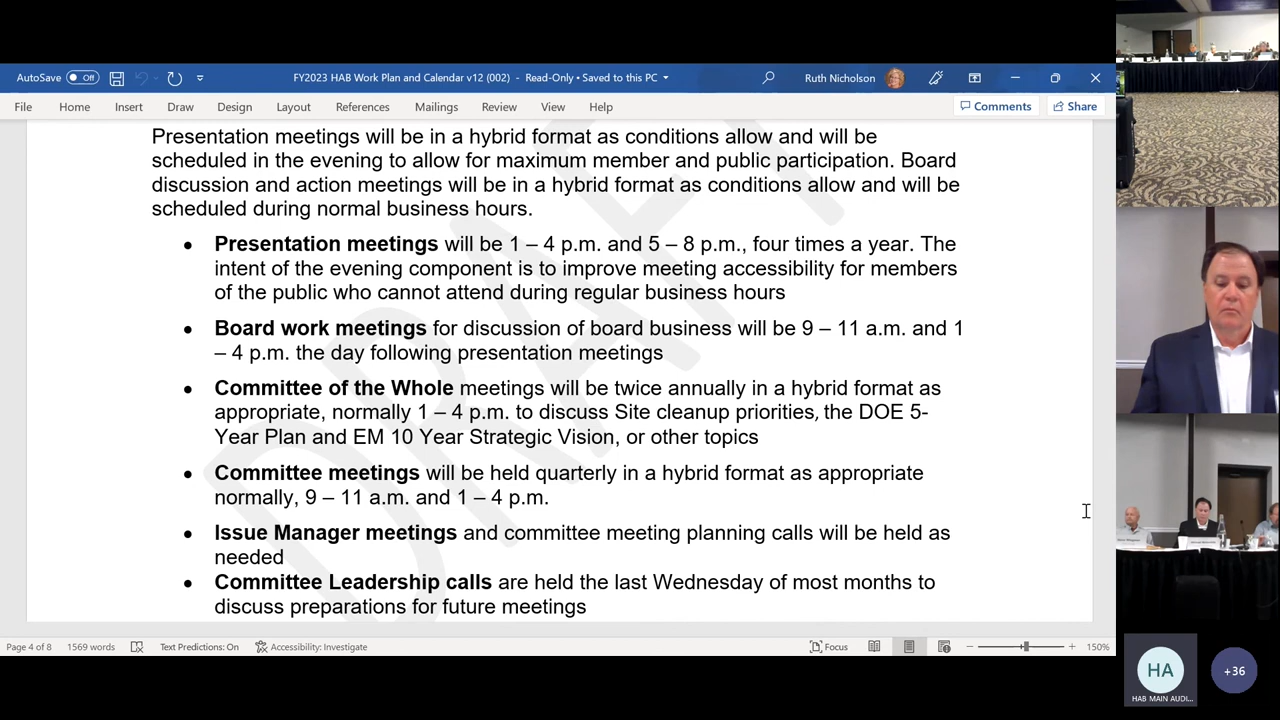 AutoSave Off FY2023 HAB Work Plan and Calendar v12 (002) - Read-Only • Saved to this PC Ruth Nicholson
File Home Insert Draw Design Layout References Mailings Review View Help Comments Share
Presentation meetings will be in a hybrid format as conditions allow and will be
scheduled in the evening to allow for maximum member and public participation. Board
discussion and action meetings will be in a hybrid format as conditions allow and will be
scheduled during normal business hours.
• Presentation meetings will be 1 – 4 p.m. and 5 – 8 p.m., four times a year. The
intent of the evening component is to improve meeting accessibility for members
of the public who cannot attend during regular business hours
• Board work meetings for discussion of board business will be 9 – 11 a.m. and 1
– 4 p.m. the day following presentation meetings
• Committee of the Whole meetings will be twice annually in a hybrid format as
appropriate, normally 1 – 4 p.m. to discuss Site cleanup priorities, the DOE 5-
Year Plan and EM 10 Year Strategic Vision, or other topics
• Committee meetings will be held quarterly in a hybrid format as appropriate
normally, 9 – 11 a.m. and 1 – 4 p.m.
• Issue Manager meetings and committee meeting planning calls will be held as
needed
• Committee Leadership calls are held the last Wednesday of most months to
discuss preparations for future meetings
DRAFT
Page 4 of 8 1569 words Text Predictions: On Accessibility: Investigate Focus 150%
HA
HAB MAIN AUDI...
+36